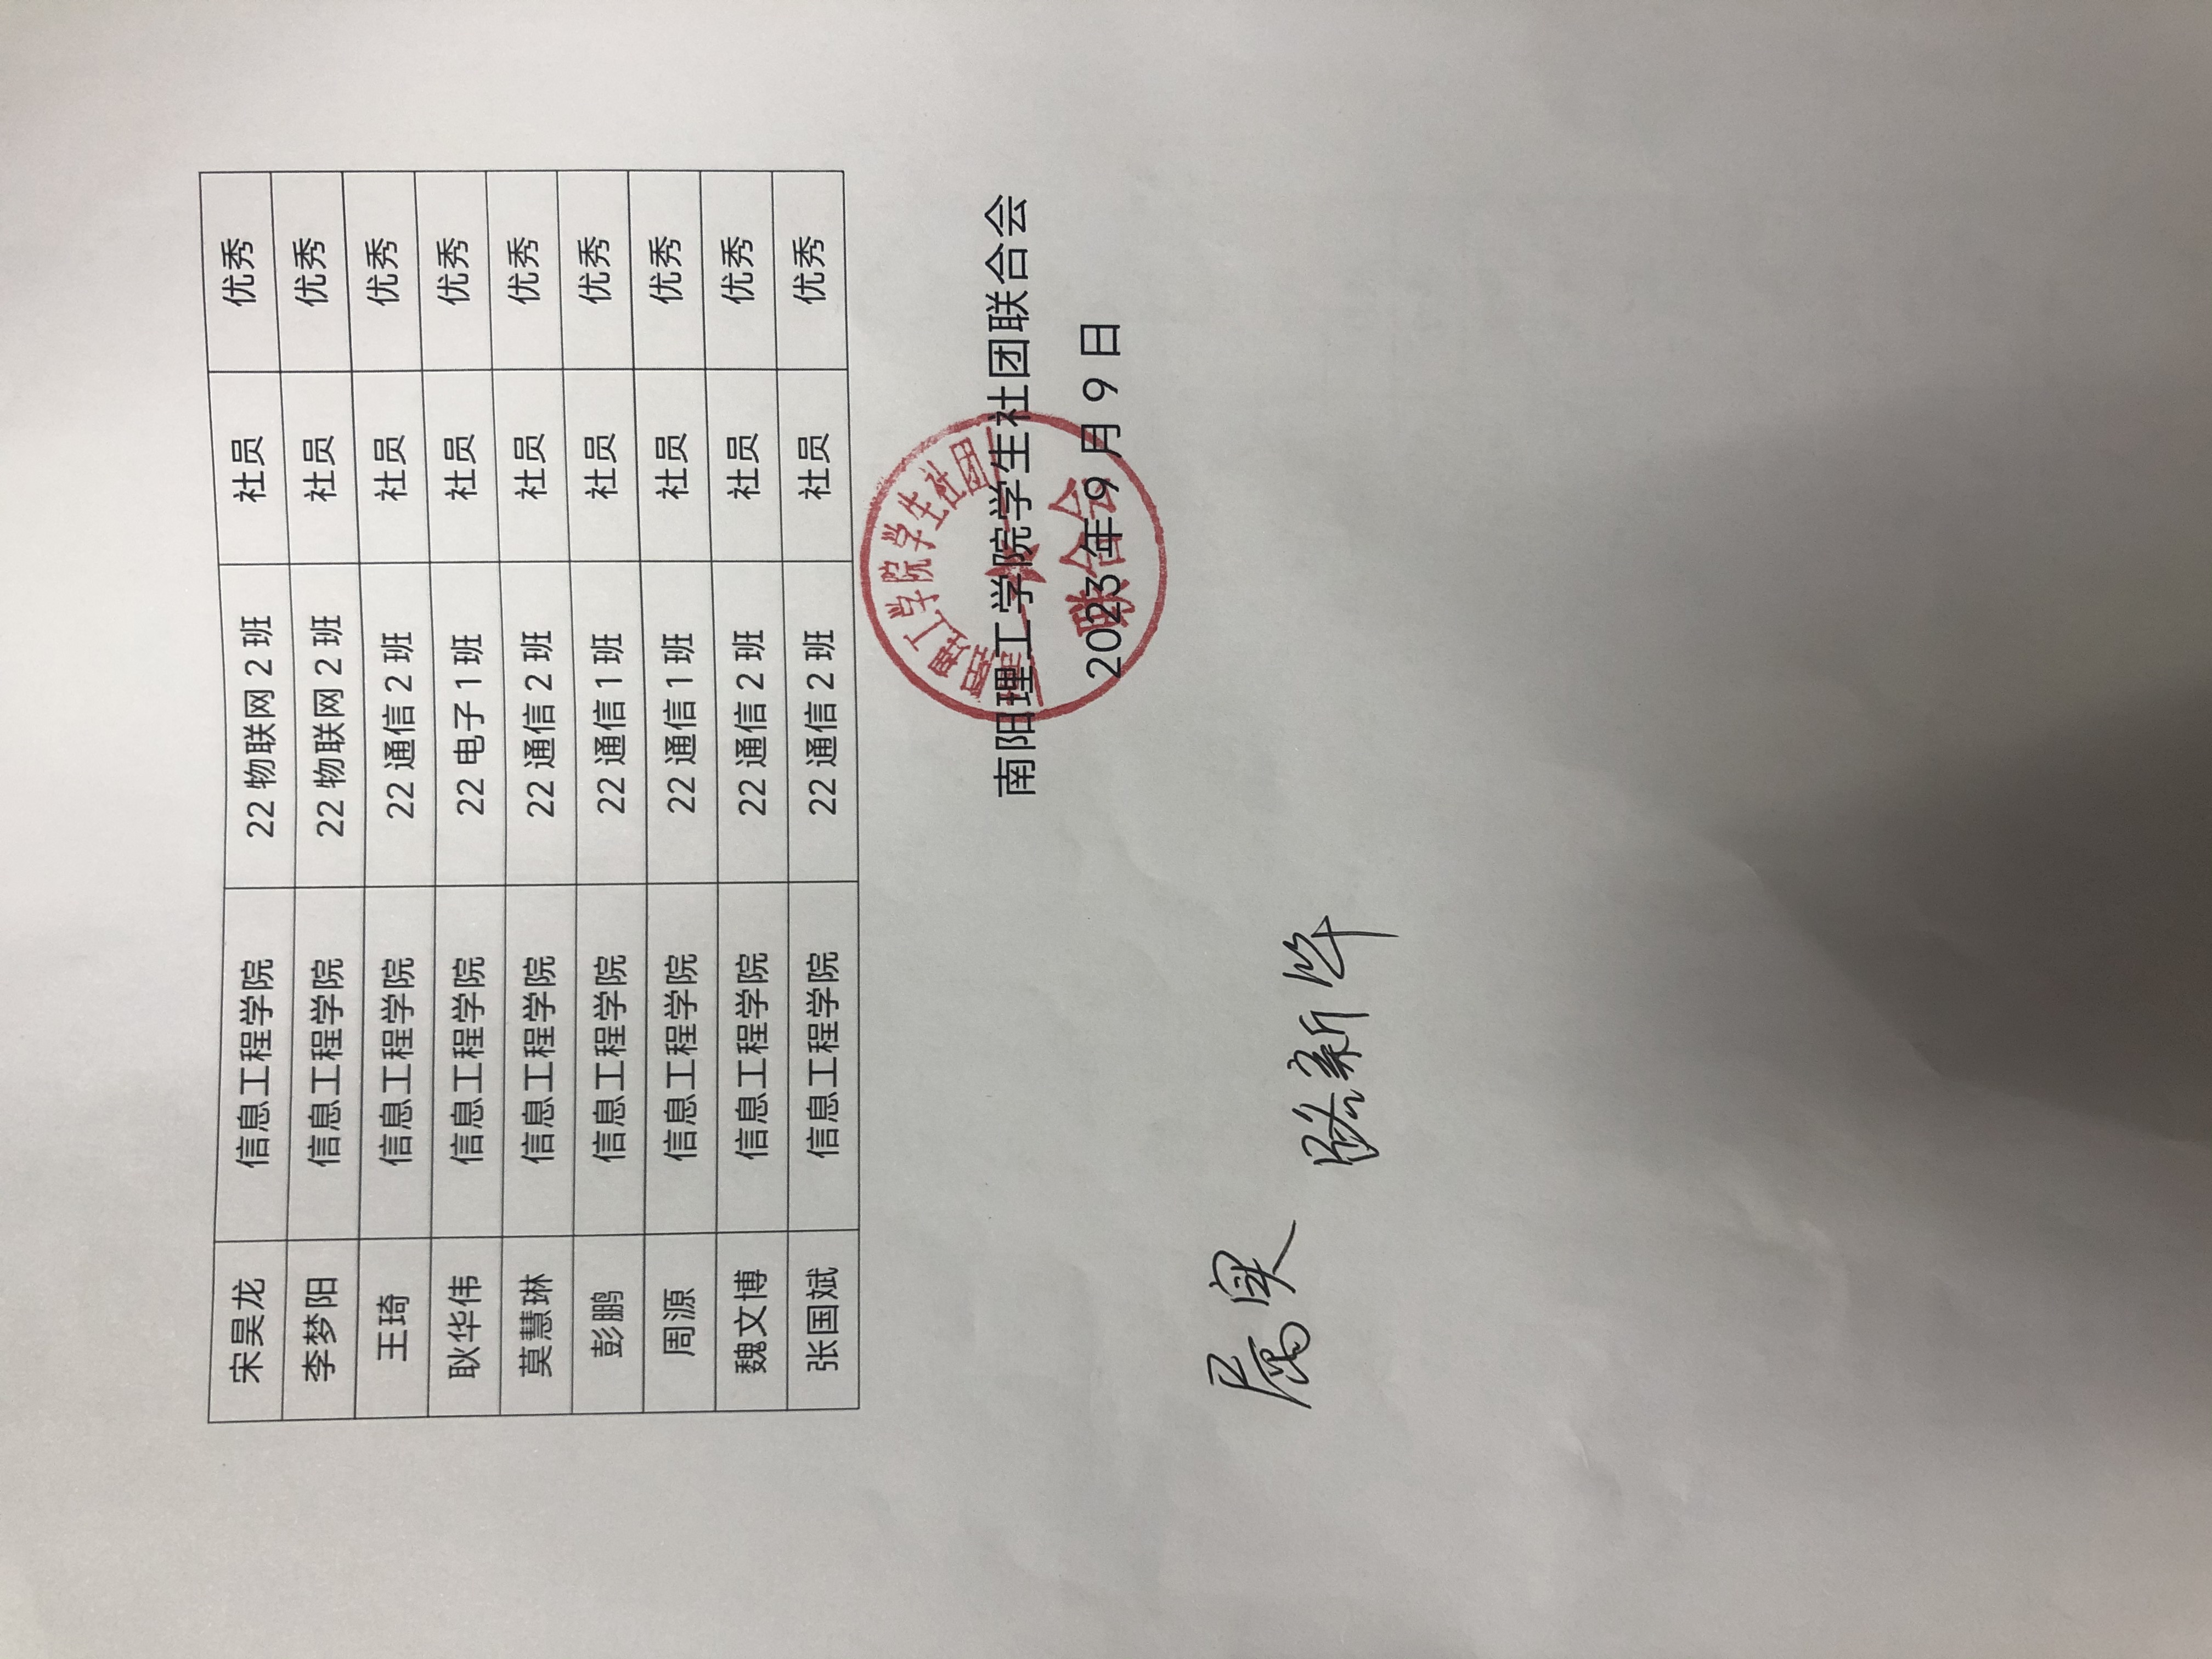 宋昊龙 信息工程学院 22 物联网 2 班 社员 优秀
李梦阳 信息工程学院 22 物联网 2 班 社员 优秀
王琦 信息工程学院 22 通信 2 班 社员 优秀
耿华伟 信息工程学院 22 电子 1 班 社员 优秀
莫慧琳 信息工程学院 22 通信 2 班 社员 优秀
彭鹏 信息工程学院 22 通信 1 班 社员 优秀
周源 信息工程学院 22 通信 1 班 社员 优秀
魏文博 信息工程学院 22 通信 2 班 社员 优秀
张国斌 信息工程学院 22 通信 2 班 社员 优秀
南阳理工学院学生社团
南阳理工学院学生社团联合会
联合会
2023 年 9 月 9 日
属实
路新华